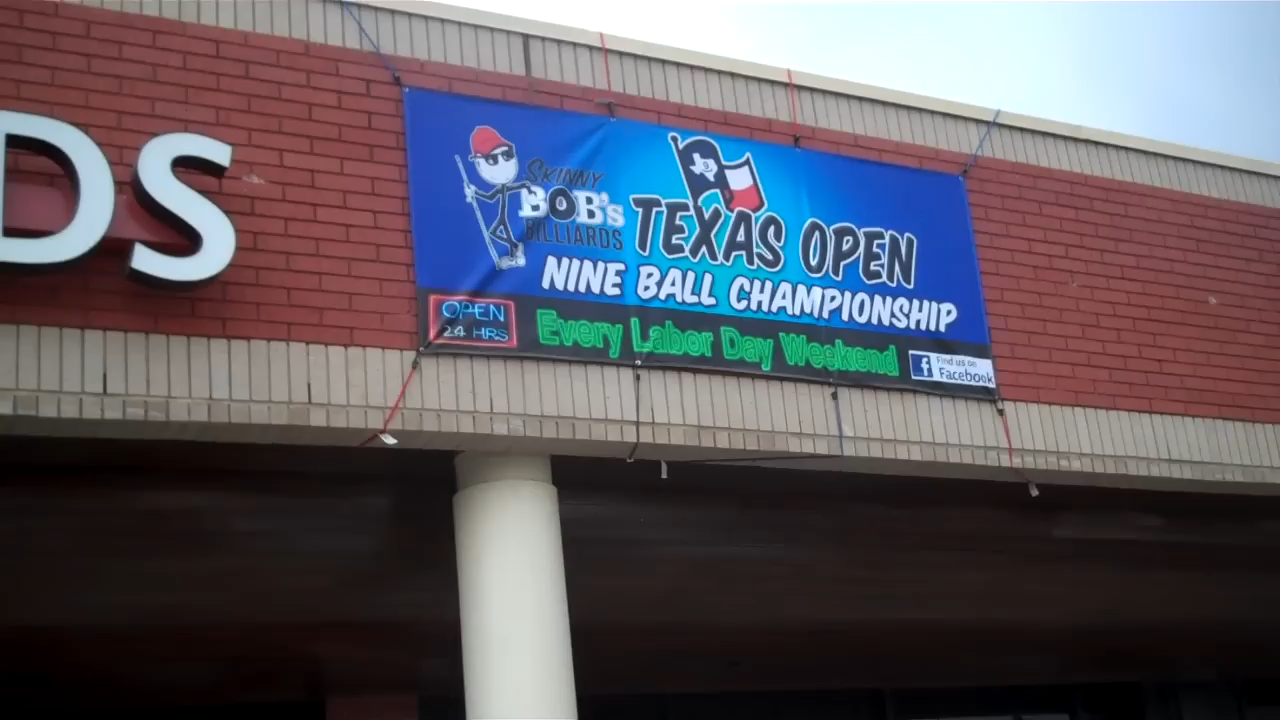 DS
SKINNY
BOB's
BILLIARDS
TEXAS OPEN
NINE BALL CHAMPIONSHIP
OPEN
24 HRS
Every Labor Day Weekend
f
Find us on
Facebook